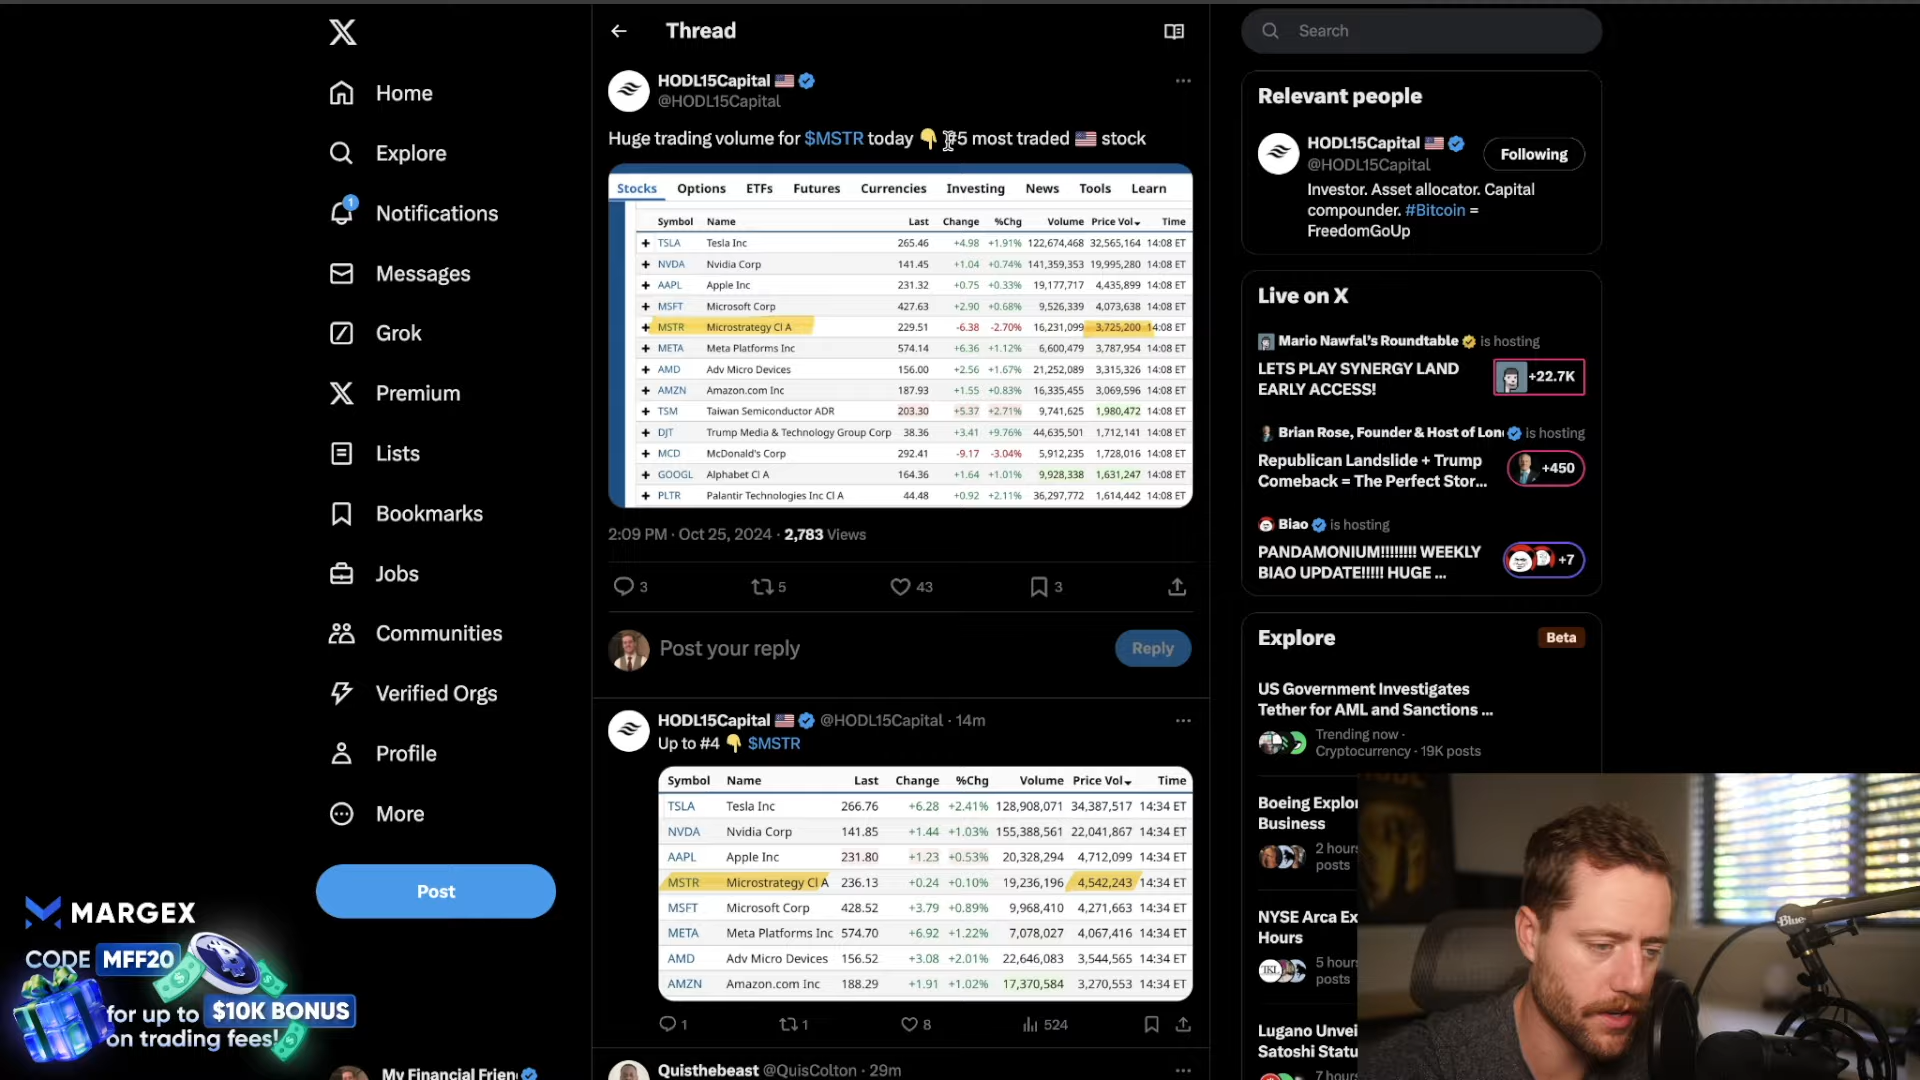 Home
Explore
1
Notifications
Messages
Grok
Premium
Lists
Bookmarks
Jobs
Communities
Verified Orgs
Profile
More
Post
MARGEX
CODE MFF20
for up to $10K BONUS
on trading fees!
My Financial Frien
Thread
HODL15Capital
@HODL15Capital
Huge trading volume for $MSTR today #5 most traded stock
Stocks Options ETFs Futures Currencies Investing News Tools Learn
Symbol Name Last Change %Chg Volume Price Vol Time
TSLA Tesla Inc 265.46 +4.98 +1.91% 122,674,468 32,565,164 14:08 ET
NVDA Nvidia Corp 141.45 +1.04 +0.74% 141,359,353 19,995,280 14:08 ET
AAPL Apple Inc 231.32 +0.75 +0.33% 19,177,717 4,435,899 14:08 ET
MSFT Microsoft Corp 427.63 +2.90 +0.68% 9,526,339 4,073,638 14:08 ET
MSTR Microstrategy Cl A 229.51 -6.38 -2.70% 16,231,099 3,725,200 14:08 ET
META Meta Platforms Inc 574.14 +6.36 +1.12% 6,600,479 3,787,954 14:08 ET
AMD Adv Micro Devices 156.00 +2.56 +1.67% 21,252,089 3,315,326 14:08 ET
AMZN Amazon.com Inc 187.93 +1.55 +0.83% 16,335,455 3,069,596 14:08 ET
TSM Taiwan Semiconductor ADR 203.30 +5.37 +2.71% 9,741,625 1,980,472 14:08 ET
DJT Trump Media & Technology Group Corp 38.36 +3.41 +9.76% 44,635,501 1,712,141 14:08 ET
MCD McDonald's Corp 292.41 -9.17 -3.04% 5,912,235 1,728,016 14:08 ET
GOOGL Alphabet Cl A 164.36 +1.64 +1.01% 9,928,338 1,631,247 14:08 ET
PLTR Palantir Technologies Inc Cl A 44.48 +0.92 +2.11% 36,297,772 1,614,442 14:08 ET
2:09 PM · Oct 25, 2024 · 2,783 Views
3 5 43 3
Post your reply
Reply
HODL15Capital @HODL15Capital · 14m
Up to #4 $MSTR
Symbol Name Last Change %Chg Volume Price Vol Time
TSLA Tesla Inc 266.76 +6.28 +2.41% 128,908,071 34,387,517 14:34 ET
NVDA Nvidia Corp 141.85 +1.44 +1.03% 155,388,561 22,041,867 14:34 ET
AAPL Apple Inc 231.80 +1.23 +0.53% 20,328,294 4,712,099 14:34 ET
MSTR Microstrategy Cl A 236.13 +0.24 +0.10% 19,236,196 4,542,243 14:34 ET
MSFT Microsoft Corp 428.52 +3.79 +0.89% 9,968,410 4,271,663 14:34 ET
META Meta Platforms Inc 574.70 +6.92 +1.22% 7,078,027 4,067,416 14:34 ET
AMD Adv Micro Devices 156.52 +3.08 +2.01% 22,646,083 3,544,565 14:34 ET
AMZN Amazon.com Inc 188.29 +1.91 +1.02% 17,370,584 3,270,553 14:34 ET
1 1 8 524
Quisthebeast @QuisColton · 29m
Search
Relevant people
HODL15Capital
@HODL15Capital
Following
Investor. Asset allocator. Capital
compounder. #Bitcoin =
FreedomGoUp
Live on X
Mario Nawfal's Roundtable is hosting
LETS PLAY SYNERGY LAND
EARLY ACCESS!
+22.7K
Brian Rose, Founder & Host of Lon is hosting
Republican Landslide + Trump
Comeback = The Perfect Stor...
+450
Biao is hosting
PANDAMONIUM!!!!!!!! WEEKLY
BIAO UPDATE!!!!! HUGE ...
+7
Explore
Beta
US Government Investigates
Tether for AML and Sanctions ...
Trending now ·
Cryptocurrency · 19K posts
Boeing Explor
Business
2 hours
posts
NYSE Arca Ex
Hours
5 hour
posts
Lugano Unvei
Satoshi Statu
7 hour
Blue